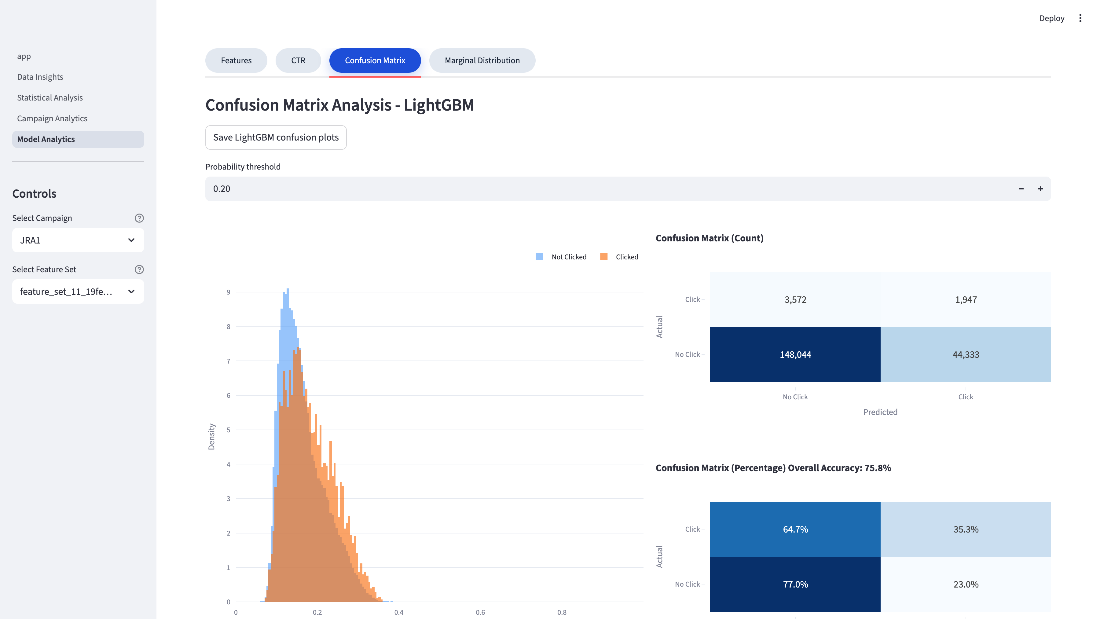 Deploy
app
Data Insights
Statistical Analysis
Campaign Analytics
Model Analytics
Controls
Select Campaign
JRA1
Select Feature Set
feature_set_11_19fe...
Features
CTR
Confusion Matrix
Marginal Distribution
Confusion Matrix Analysis - LightGBM
Save LightGBM confusion plots
Probability threshold
0.20
Not Clicked
Clicked
Density
9
8
7
6
5
4
3
2
1
0
0
0.2
0.4
0.6
0.8
Confusion Matrix (Count)
Actual
Click
3,572
1,947
No Click
148,044
44,333
No Click
Click
Predicted
Confusion Matrix (Percentage) Overall Accuracy: 75.8%
Actual
Click
64.7%
35.3%
No Click
77.0%
23.0%